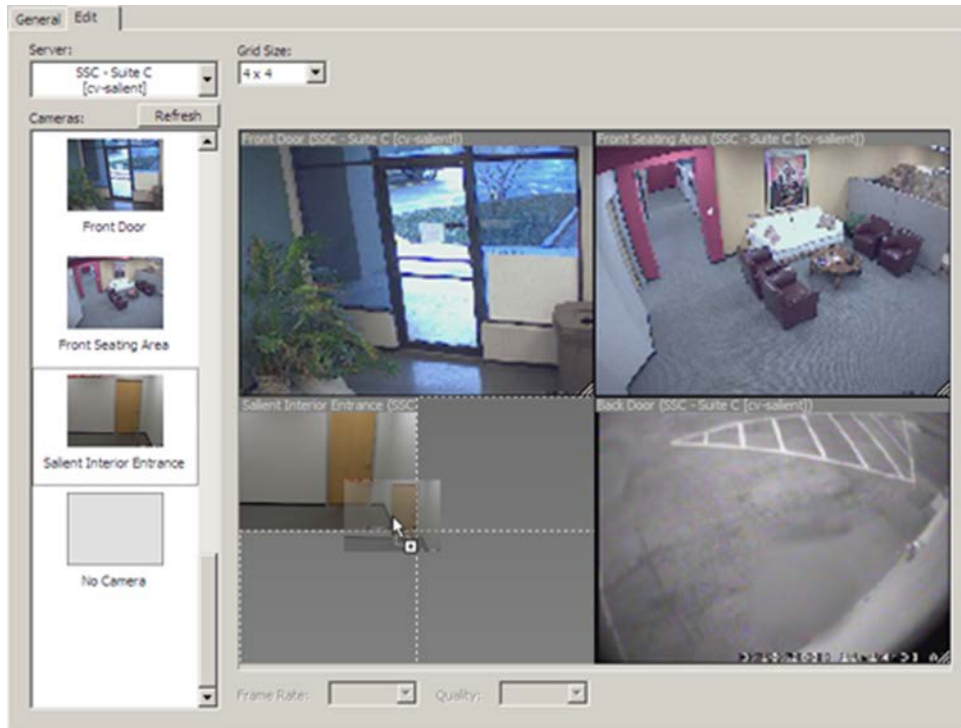 General Edit
Server:
SSC - Suite C
[cv-salient]
Grid Size:
4 x 4
Cameras:
Refresh
Front Door
Front Seating Area
Salient Interior Entrance
No Camera
Front Door (SSC - Suite C [cv-salient])
Front Seating Area (SSC - Suite C [cv-salient])
Salient Interior Entrance (SSC
Back Door (SSC - Suite C [cv-salient])
Frame Rate:
Quality: